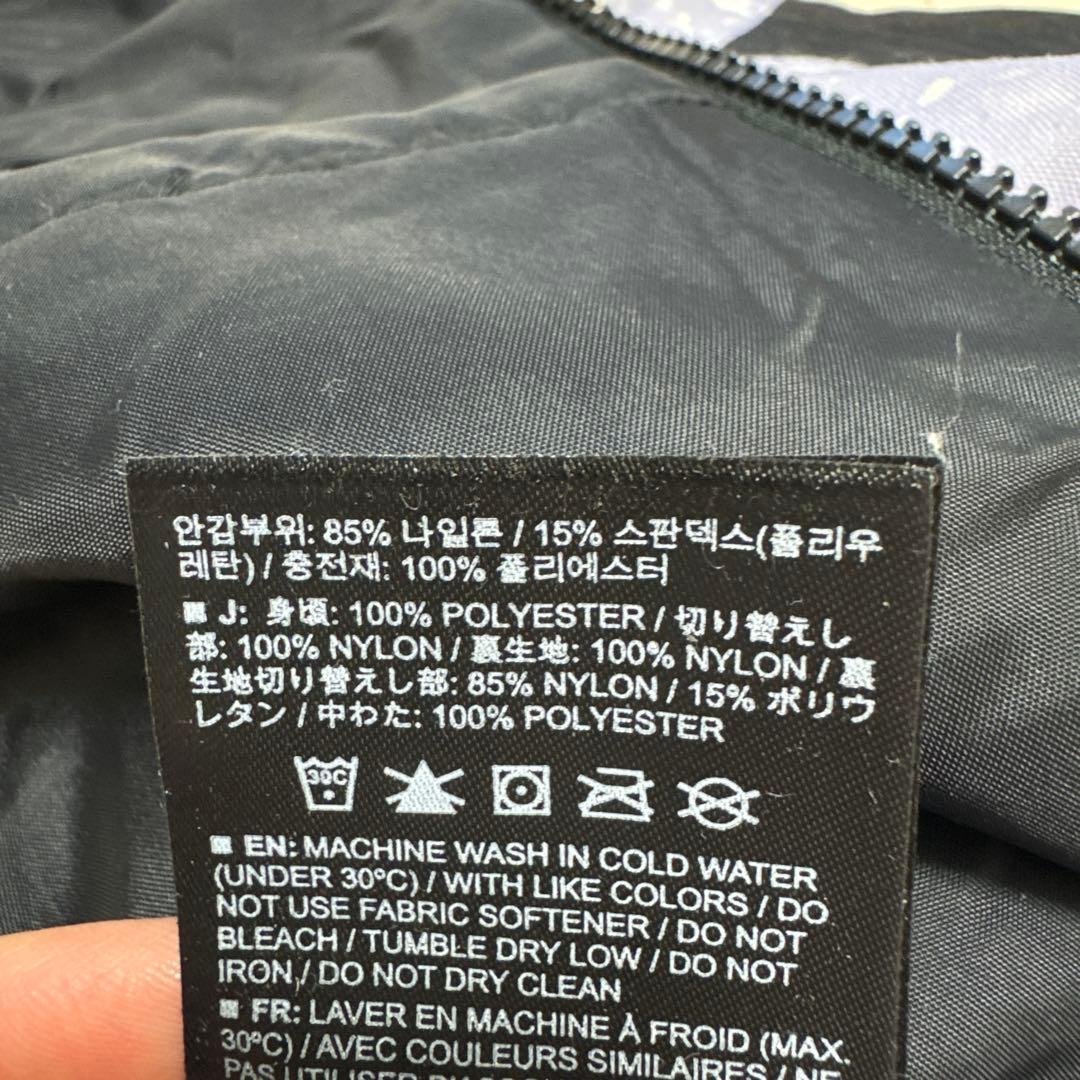 안감부위: 85% 나일론 / 15% 스판덱스(폴리우
레탄) / 충전재: 100% 폴리에스터
■ J: 身頃: 100% POLYESTER / 切り替えし
部: 100% NYLON / 裏生地: 100% NYLON / 裏
生地切り替えし部: 85% NYLON / 15% ポリウ
レタン / 中わた: 100% POLYESTER
30C
■ EN: MACHINE WASH IN COLD WATER
(UNDER 30°C) / WITH LIKE COLORS / DO
NOT USE FABRIC SOFTENER / DO NOT
BLEACH / TUMBLE DRY LOW / DO NOT
IRON / DO NOT DRY CLEAN
■ FR: LAVER EN MACHINE À FROID (MAX.
30°C) / AVEC COULEURS SIMILAIRES / NE
PAS UTILISER